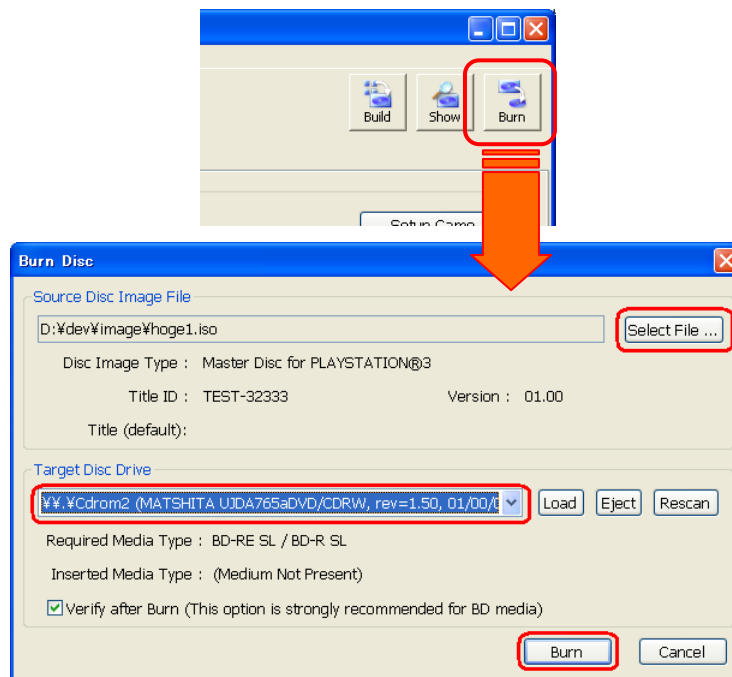 Build Show Burn
Setup Game
Burn Disc
Source Disc Image File
D:¥dev¥image¥hoge1.iso Select File ...
Disc Image Type : Master Disc for PLAYSTATION®3
Title ID : TEST-32333 Version : 01.00
Title (default):
Target Disc Drive
¥¥.¥Cdrom2 (MATSHITA UJDA765aDVD/CDRW, rev=1.50, 01/00/ Load Eject Rescan
Required Media Type : BD-RE SL / BD-R SL
Inserted Media Type : (Medium Not Present)
Verify after Burn (This option is strongly recommended for BD media)
Burn Cancel